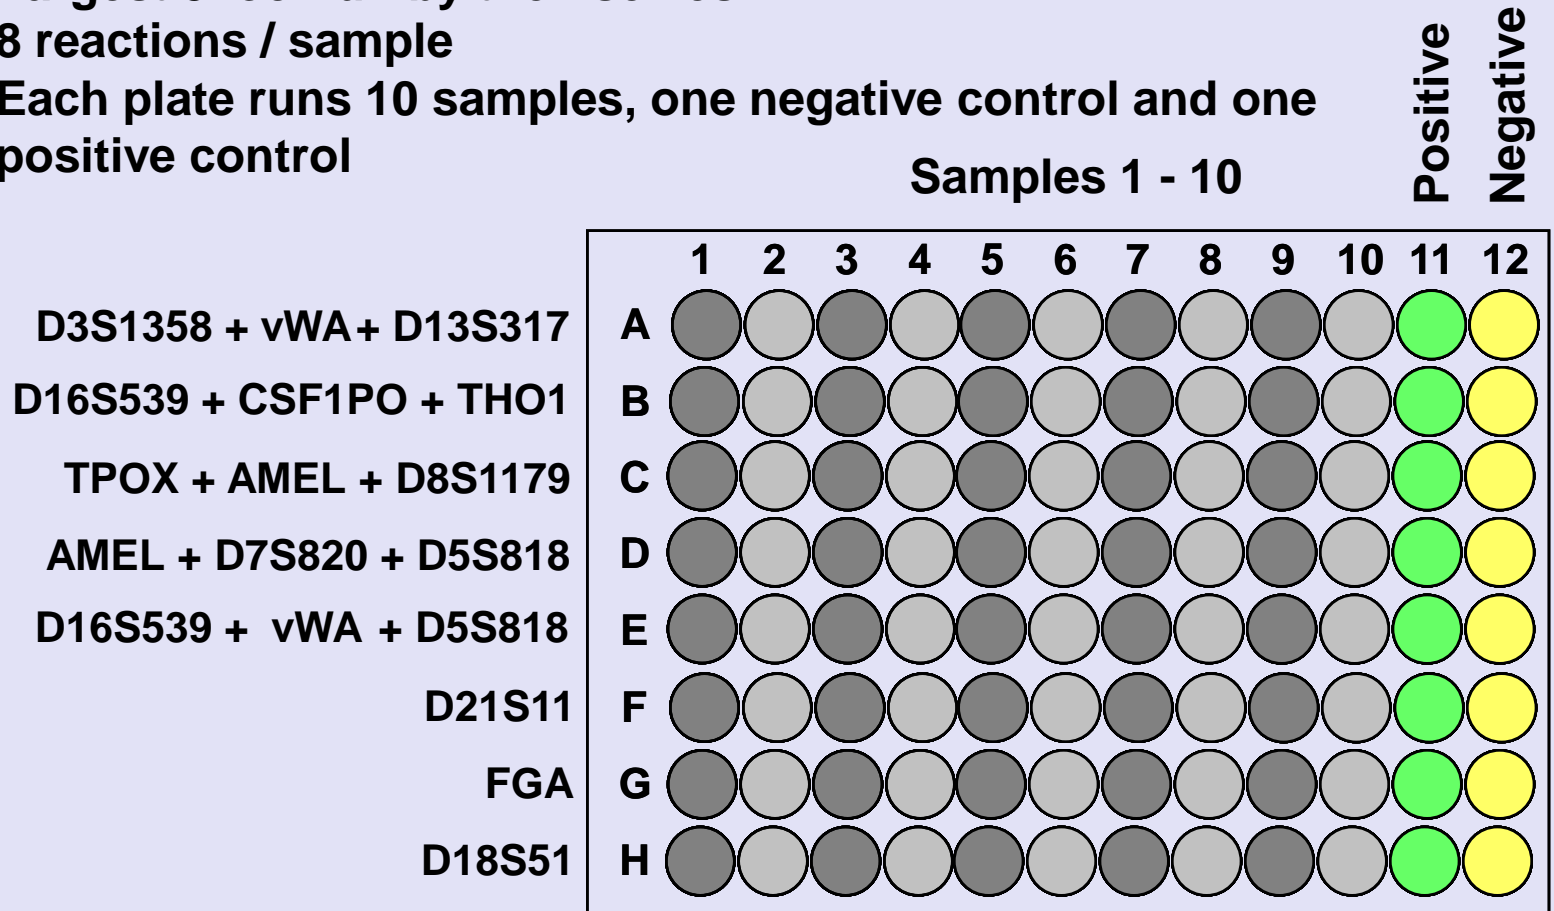 8 reactions / sample
Each plate runs 10 samples, one negative control and one
positive control
Positive
Negative
Samples 1 - 10
1 2 3 4 5 6 7 8 9 10 11 12
D3S1358 + vWA+ D13S317 A
D16S539 + CSF1PO + THO1 B
TPOX + AMEL + D8S1179 C
AMEL + D7S820 + D5S818 D
D16S539 + vWA + D5S818 E
D21S11 F
FGA G
D18S51 H